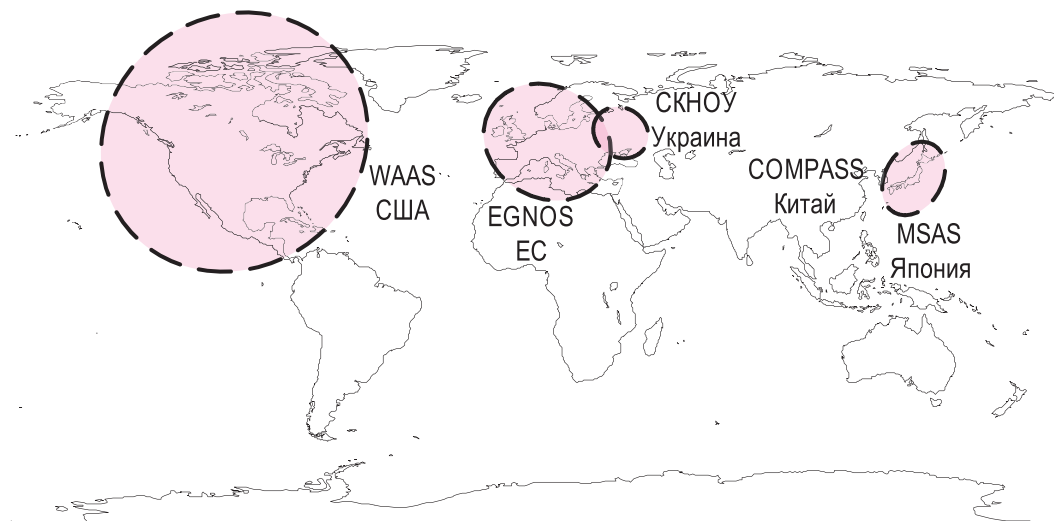 СКНОУ
Украина
WAAS
США
COMPASS
Китай
EGNOS
ЕС
MSAS
Япония